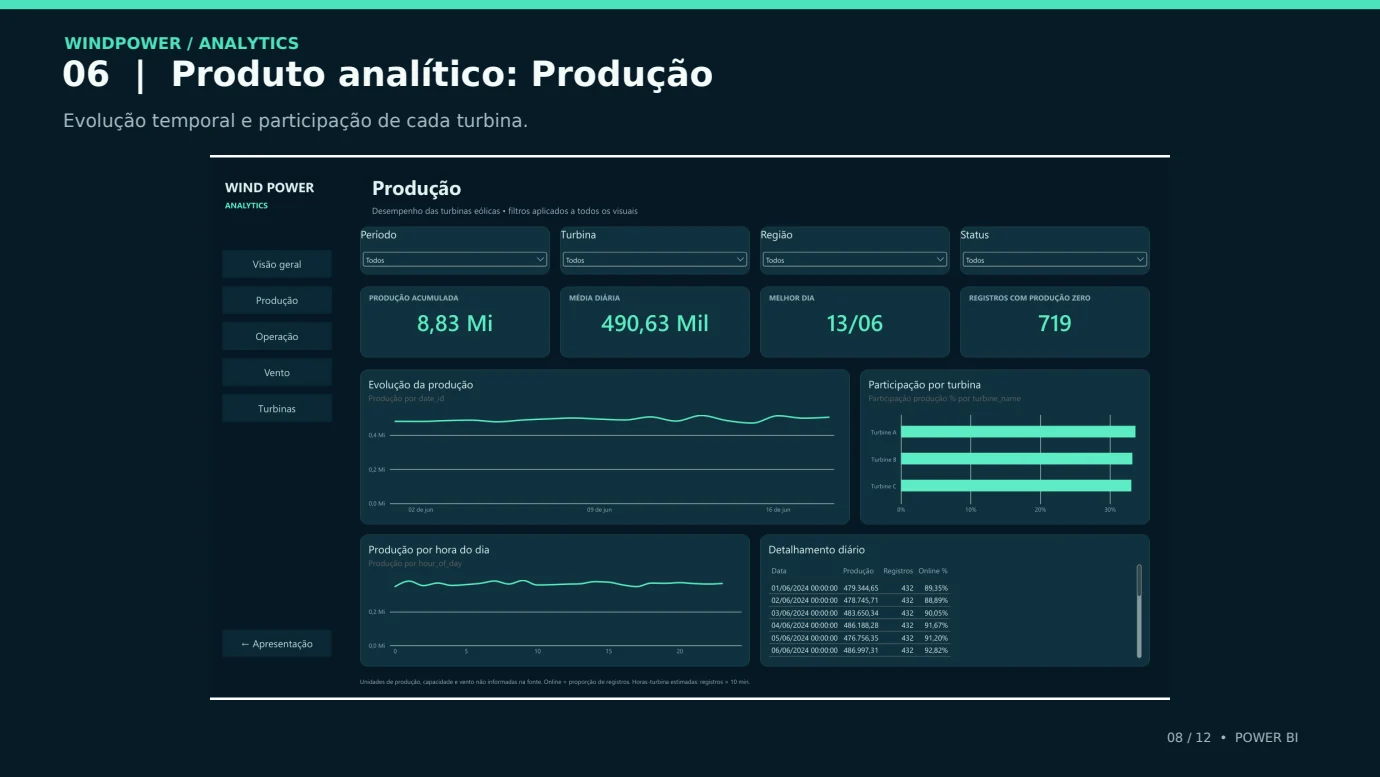 WINDPOWER / ANALYTICS
06 | Produto analítico: Produção
Evolução temporal e participação de cada turbina.
WIND POWER
ANALYTICS
Visão geral
Produção
Operação
Vento
Turbinas
← Apresentação
Produção
Desempenho das turbinas eólicas • filtros aplicados a todos os visuais
Período
Todos
Turbina
Todos
Região
Todos
Status
Todos
PRODUÇÃO ACUMULADA
8,83 Mi
MÉDIA DIÁRIA
490,63 Mil
MELHOR DIA
13/06
REGISTROS COM PRODUÇÃO ZERO
719
Evolução da produção
Produção por date_id
0,4 Mi
0,2 Mi
0,0 Mi
02 de jun 09 de jun 16 de jun
Participação por turbina
Participação produção % por turbine_name
Turbine A
Turbine B
Turbine C
0% 10% 20% 30%
Produção por hora do dia
Produção por hour_of_day
0,2 Mi
0,0 Mi
0 5 10 15 20
Detalhamento diário
Data Produção Registros Online %
01/06/2024 00:00:00 479.344,65 432 89,35%
02/06/2024 00:00:00 478.745,71 432 88,89%
03/06/2024 00:00:00 483.650,34 432 90,05%
04/06/2024 00:00:00 486.188,28 432 91,67%
05/06/2024 00:00:00 476.756,35 432 91,20%
06/06/2024 00:00:00 486.997,31 432 92,82%
Unidades de produção, capacidade e vento não informadas na fonte. Online = proporção de registros. Horas-turbina estimadas: registros × 10 min.
08 / 12 • POWER BI